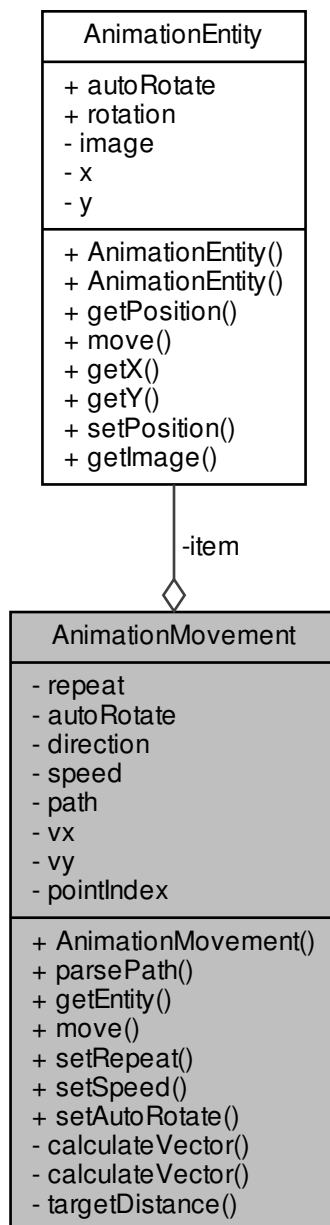 AnimationEntity
+ autoRotate
+ rotation
- image
- x
- y
+ AnimationEntity()
+ AnimationEntity()
+ getPosition()
+ move()
+ getX()
+ getY()
+ setPosition()
+ getImage()
-item
AnimationMovement
- repeat
- autoRotate
- direction
- speed
- path
- vx
- vy
- pointIndex
+ AnimationMovement()
+ parsePath()
+ getEntity()
+ move()
+ setRepeat()
+ setSpeed()
+ setAutoRotate()
- calculateVector()
- calculateVector()
- targetDistance()